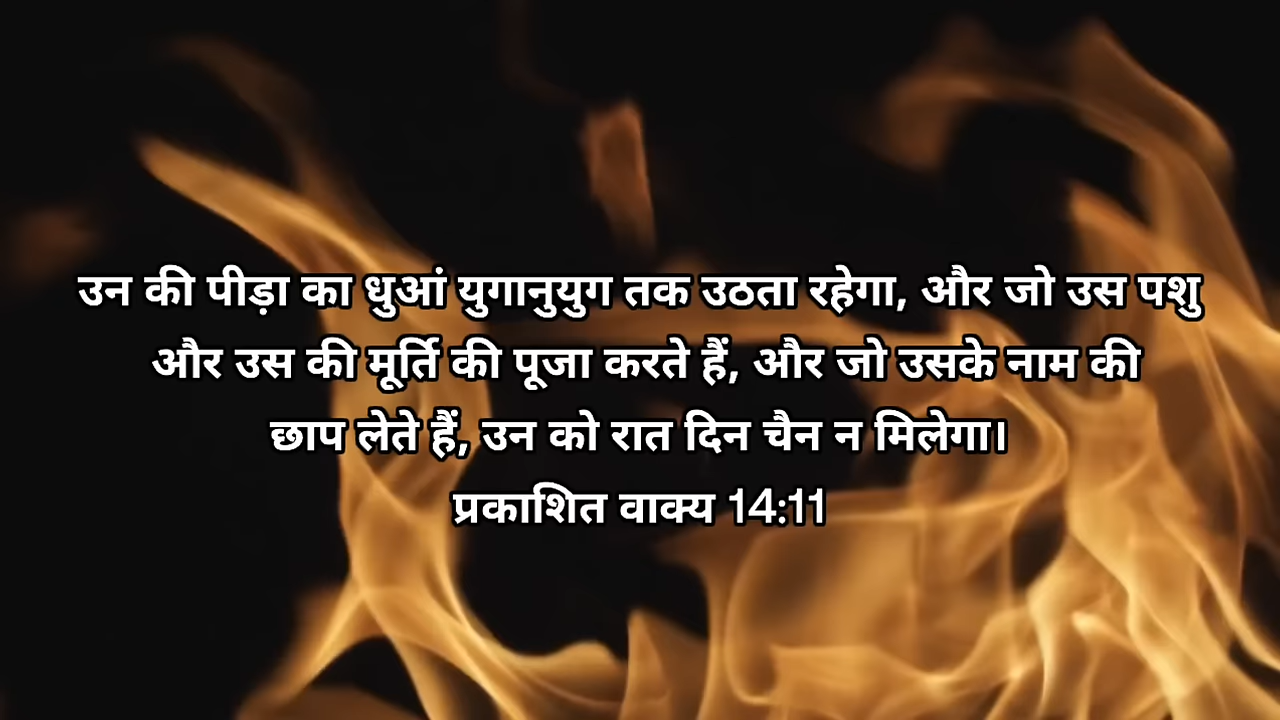 उन की पीड़ा का धुआं युगानुयुग तक उठता रहेगा, और जो उस पशु
और उस की मूर्ति की पूजा करते हैं, और जो उसके नाम की
छाप लेते हैं, उन को रात दिन चैन न मिलेगा।
प्रकाशित वाक्य 14:11